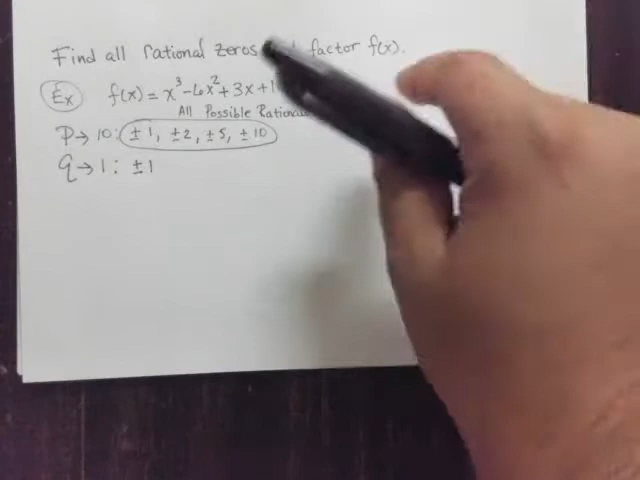 Find all rational zeros factor f(x).
Ex f(x) = x³-6x²+3x+1
All Possible Rational
P→ 10: ±1, ±2, ±5, ±10
q→ 1: ±1